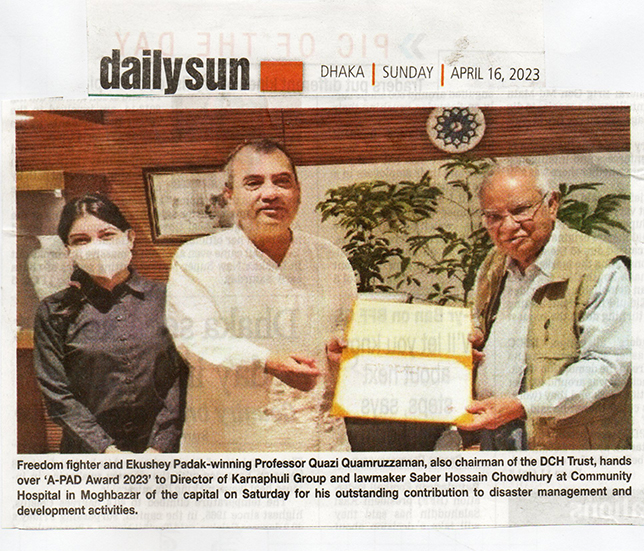 PIC OF THE DAY
dailysun DHAKA | SUNDAY | APRIL 16, 2023
Freedom fighter and Ekushey Padak-winning Professor Quazi Quamruzzaman, also chairman of the DCH Trust, hands
over ‘A-PAD Award 2023’ to Director of Karnaphuli Group and lawmaker Saber Hossain Chowdhury at Community
Hospital in Moghbazar of the capital on Saturday for his outstanding contribution to disaster management and
development activities.